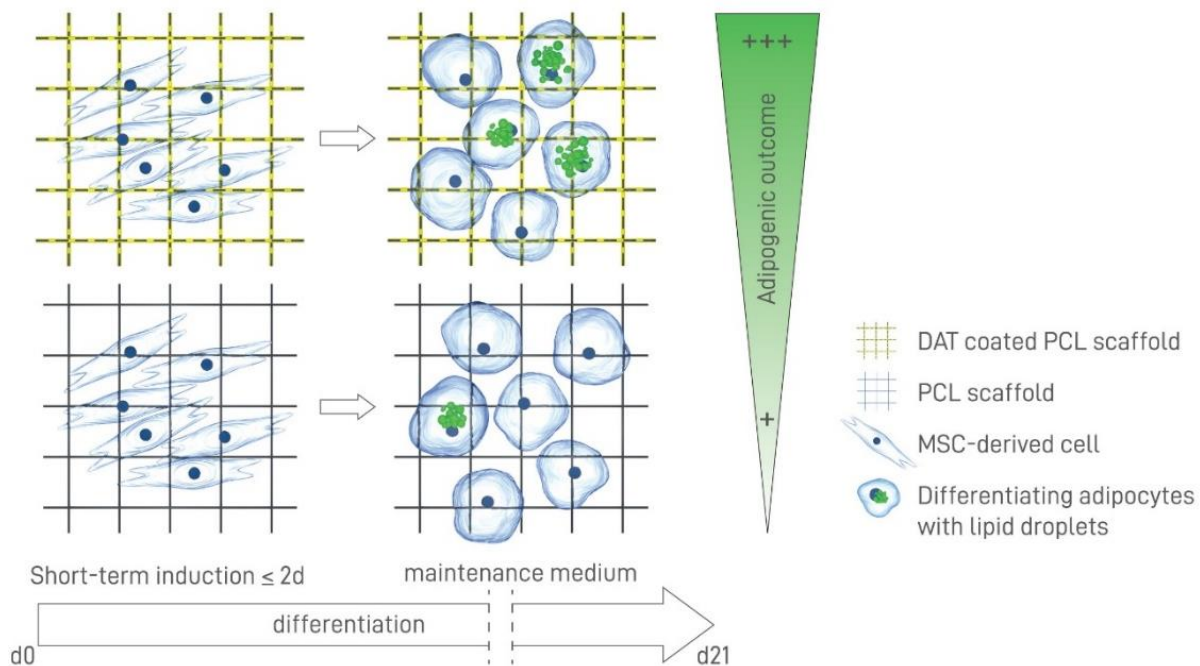 +++
Adipogenic outcome
+
DAT coated PCL scaffold
PCL scaffold
MSC-derived cell
Differentiating adipocytes
with lipid droplets
Short-term induction ≤ 2d
maintenance medium
differentiation
d0
d21